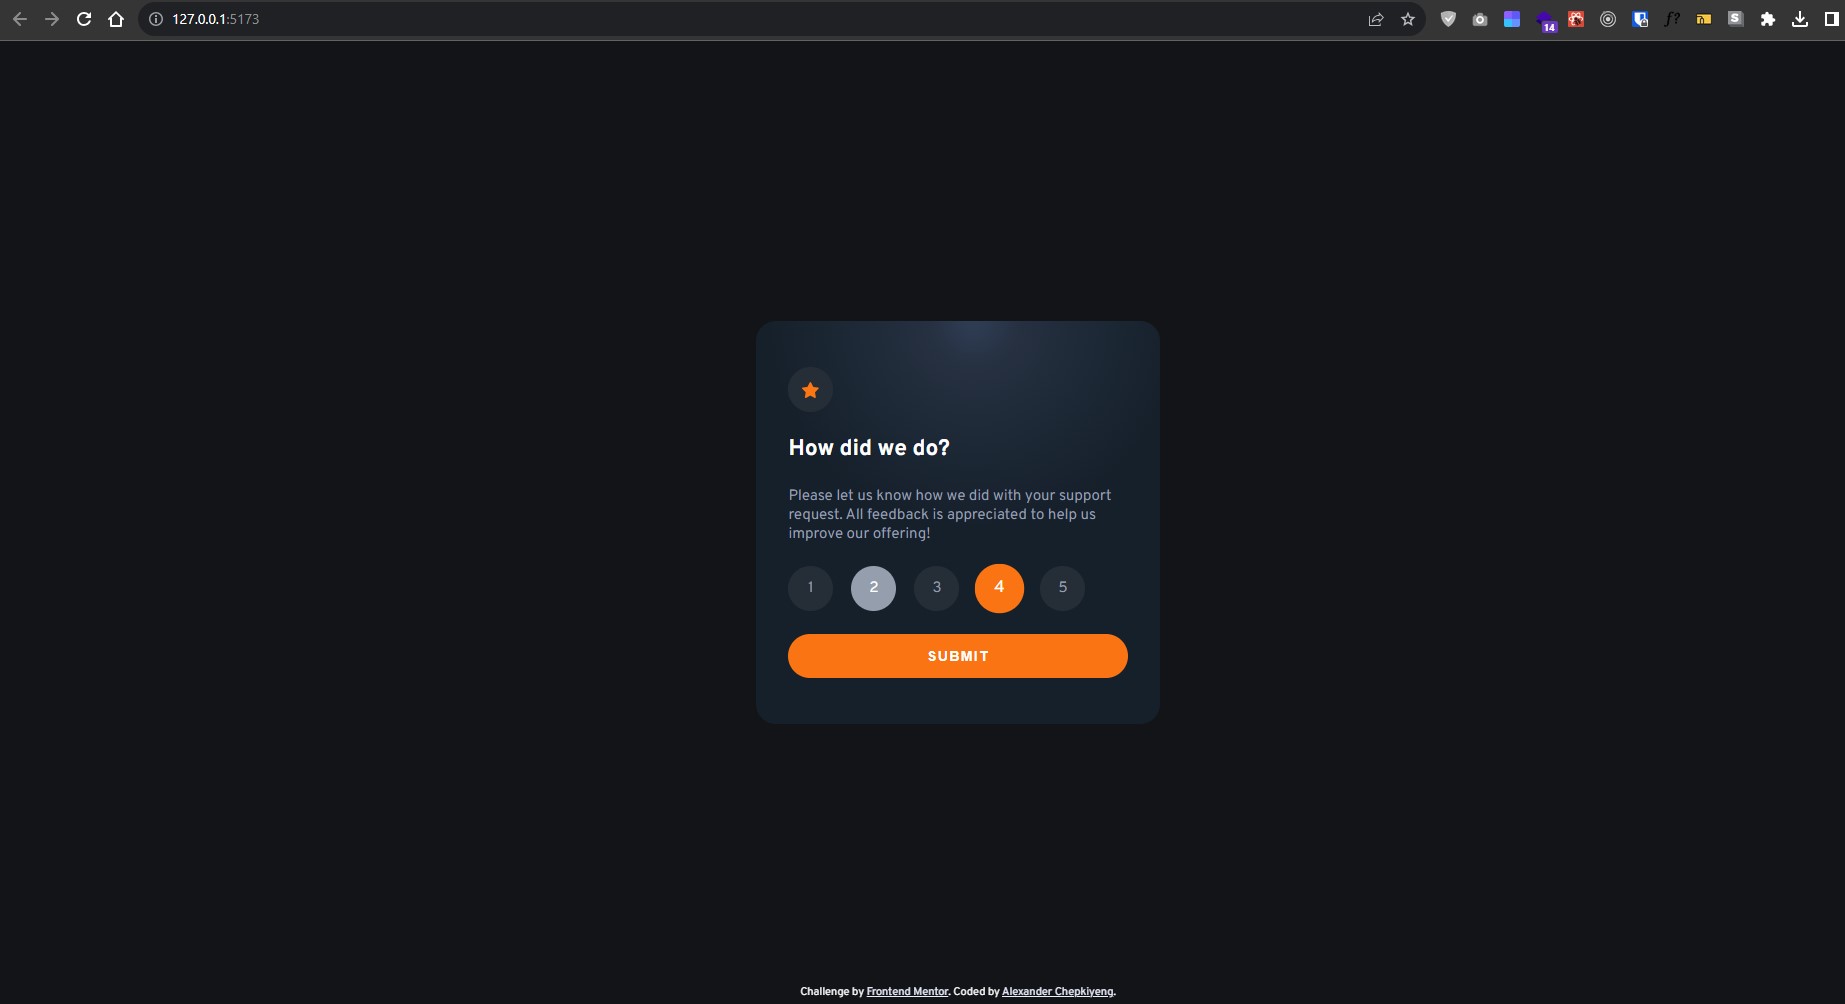 127.0.0.1:5173
f?
S
14
How did we do?
Please let us know how we did with your support
request. All feedback is appreciated to help us
improve our offering!
1 2 3 4 5
SUBMIT
Challenge by Frontend Mentor. Coded by Alexander Chepkiyeng.